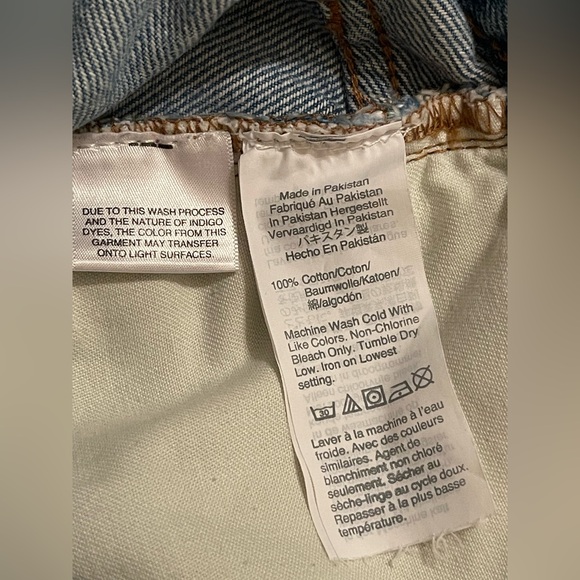 DUE TO THIS WASH PROCESS
AND THE NATURE OF INDIGO
DYES, THE COLOR FROM THIS
GARMENT MAY TRANSFER
ONTO LIGHT SURFACES.
Made in Pakistan
Fabriqué Au Pakistan
In Pakistan Hergestellt
Vervaardigd In Pakistan
パキスタン製
Hecho En Pakistán
100% Cotton/Coton/
Baumwolle/Katoen/
綿/algodón
Machine Wash Cold With
Like Colors. Non-Chlorine
Bleach Only. Tumble Dry
Low. Iron on Lowest
setting.
30
Laver à la machine à l'eau
froide. Avec des couleurs
similaires. Agent de
blanchiment non chloré
seulement. Sécher au
sèche-linge au cycle doux.
Repasser à la plus basse
température.